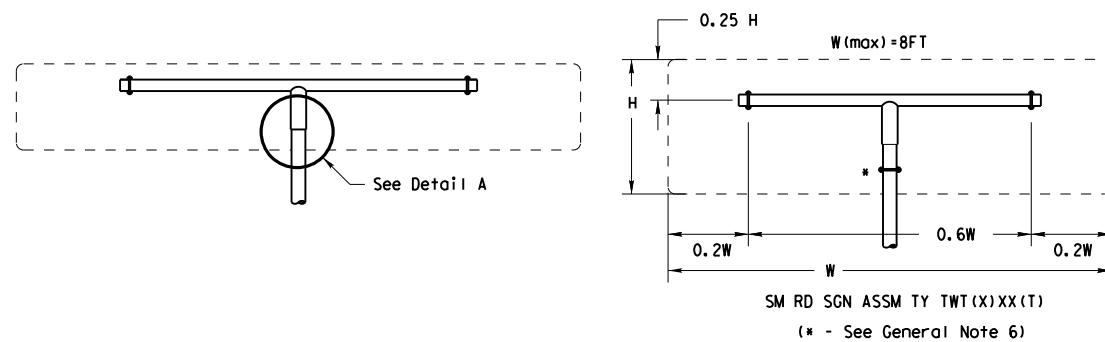 0.25 H
W(max)=8FT
H
*
See Detail A
0.2W
0.6W
0.2W
W
SM RD SGN ASSM TY TWT(X)XX(T)
(* - See General Note 6)